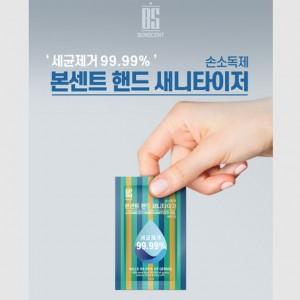 BS
BONSCENT
‘ 세균제거 99.99% ’
손소독제
본센트 핸드 새니타이저
BS
본센트 핸드 새니타이저
세균제거
99.99%